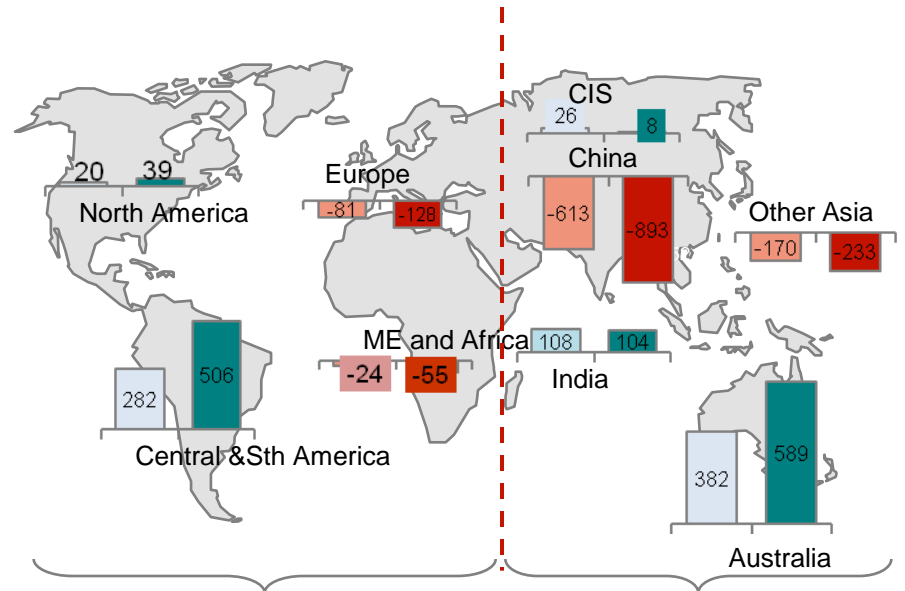 CIS
26
8
China
-613
-893
20
39
North America
Europe
-81
-128
Other Asia
-170
-233
ME and Africa
-24
-55
108
104
India
282
506
Central &Sth America
382
589
Australia